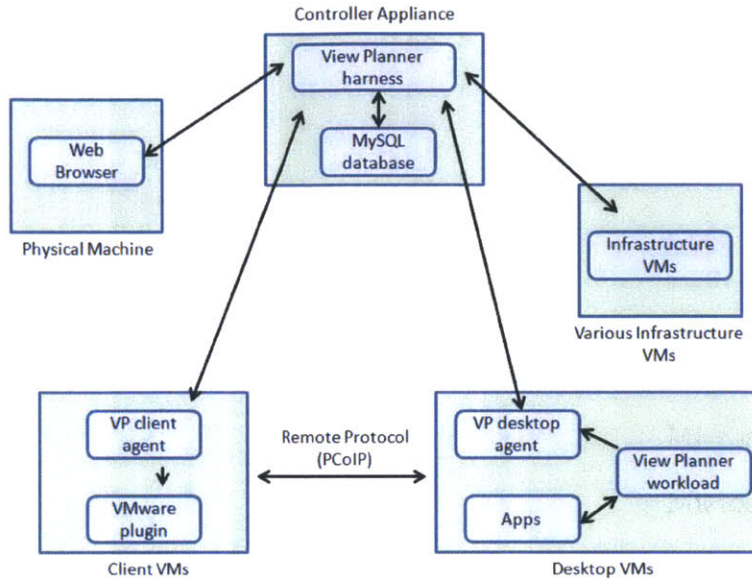 Controller Appliance
View Planner
harness
MySQL
database
Web
Browser
Physical Machine
Infrastructure
VMs
Various Infrastructure
VMs
VP client
agent
VMware
plugin
Client VMs
Remote Protocol
(PCoIP)
VP desktop
agent
View Planner
workload
Apps
Desktop VMs